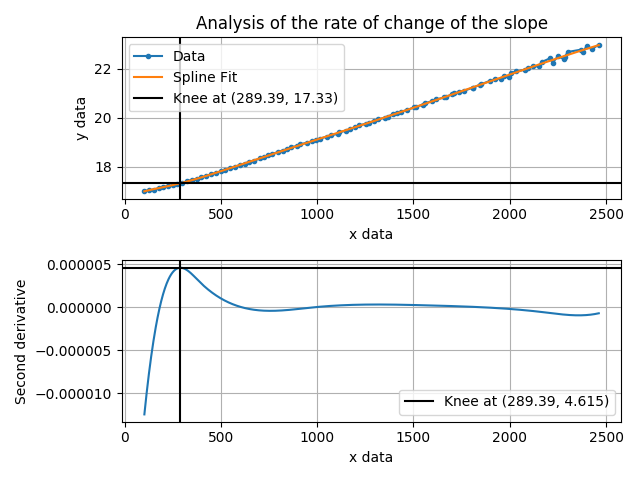 Analysis of the rate of change of the slope
Data
Spline Fit
Knee at (289.39, 17.33)
22
20
18
y data
0 500 1000 1500 2000 2500
x data
0.000005
0.000000
−0.000005
−0.000010
Second derivative
Knee at (289.39, 4.615)
0 500 1000 1500 2000 2500
x data